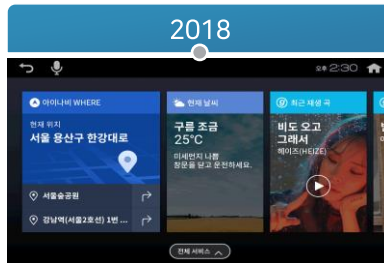 2018
오후 2:30
아이나비 WHERE
현재 위치
서울 용산구 한강대로
서울숲공원
강남역(서울2호선) 1번 ...
현재 날씨
구름 조금
25°C
미세먼지 나쁨
창문을 닫고 운전하세요.
최근 재생 곡
비도 오고
그래서
헤이즈(HEIZE)
전체 서비스